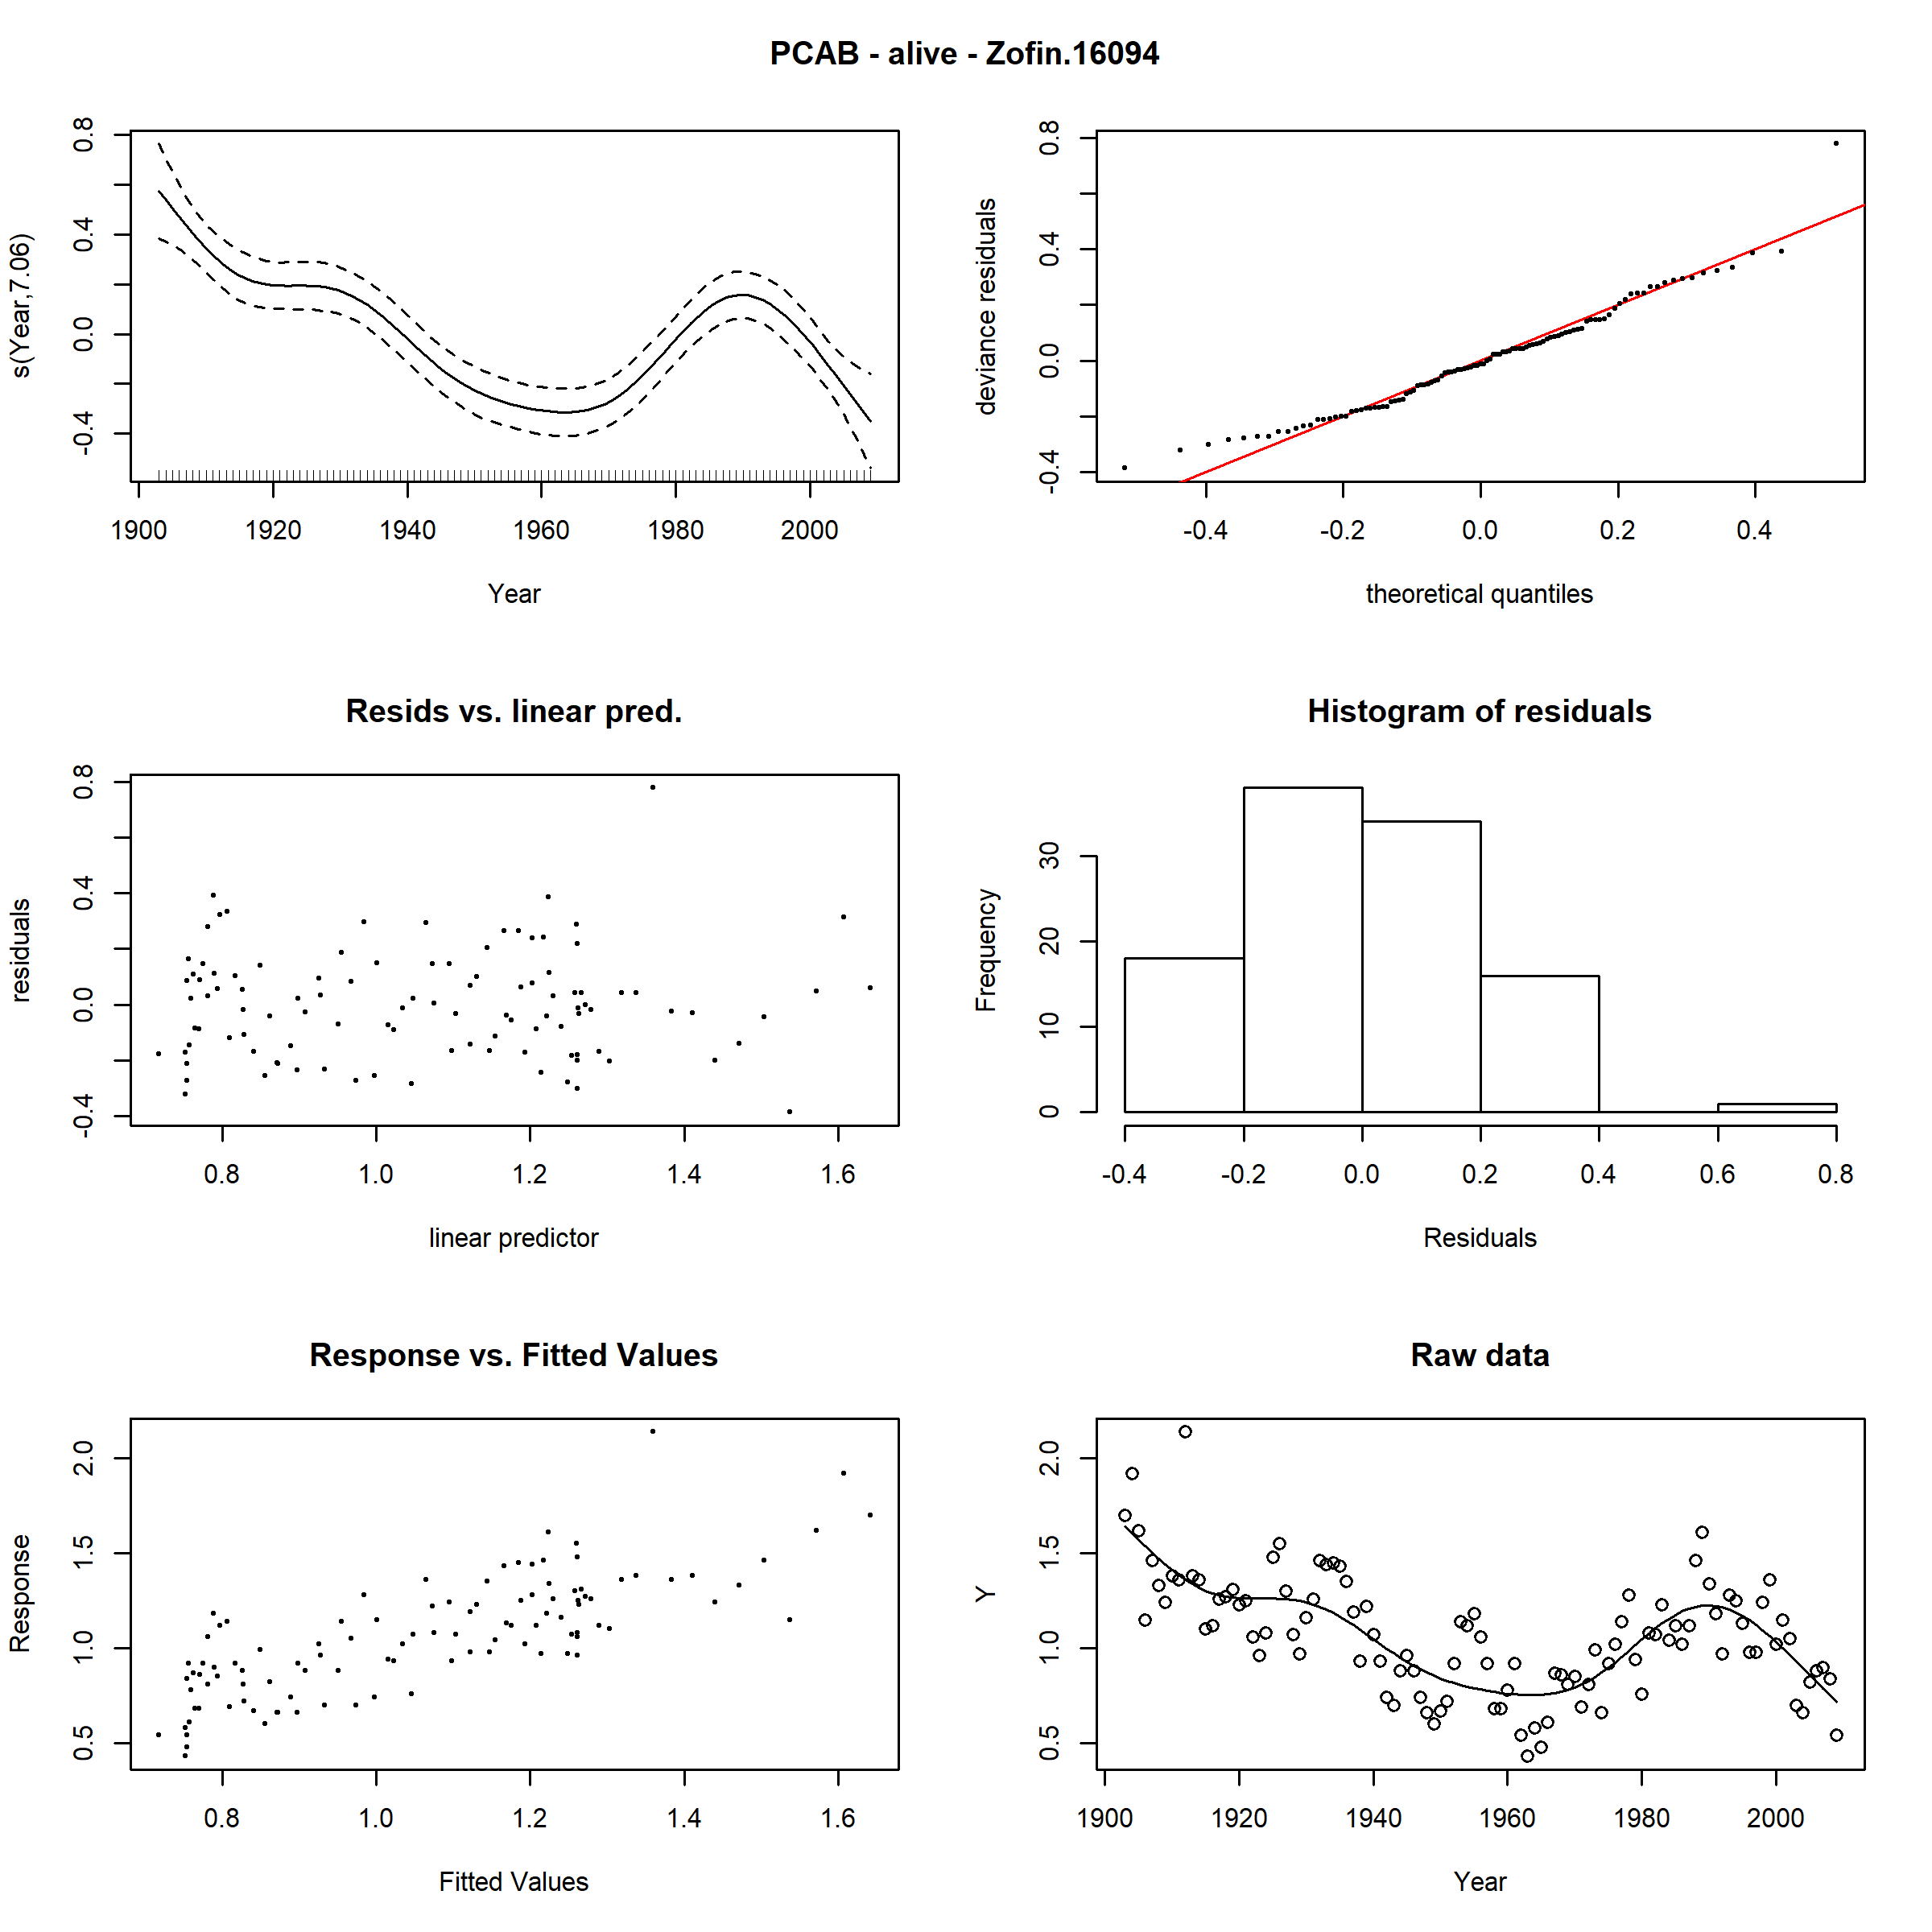 PCAB - alive - Zofin.16094
s(Year,7.06)
-0.4 0.0 0.4 0.8
1900 1920 1940 1960 1980 2000
Year
deviance residuals
-0.4 0.0 0.4 0.8
-0.4 -0.2 0.0 0.2 0.4
theoretical quantiles
Resids vs. linear pred.
residuals
-0.4 0.0 0.4 0.8
0.8 1.0 1.2 1.4 1.6
linear predictor
Histogram of residuals
Frequency
0 10 20 30
-0.4 -0.2 0.0 0.2 0.4 0.6 0.8
Residuals
Response vs. Fitted Values
Response
0.5 1.0 1.5 2.0
0.8 1.0 1.2 1.4 1.6
Fitted Values
Raw data
Y
0.5 1.0 1.5 2.0
1900 1920 1940 1960 1980 2000
Year